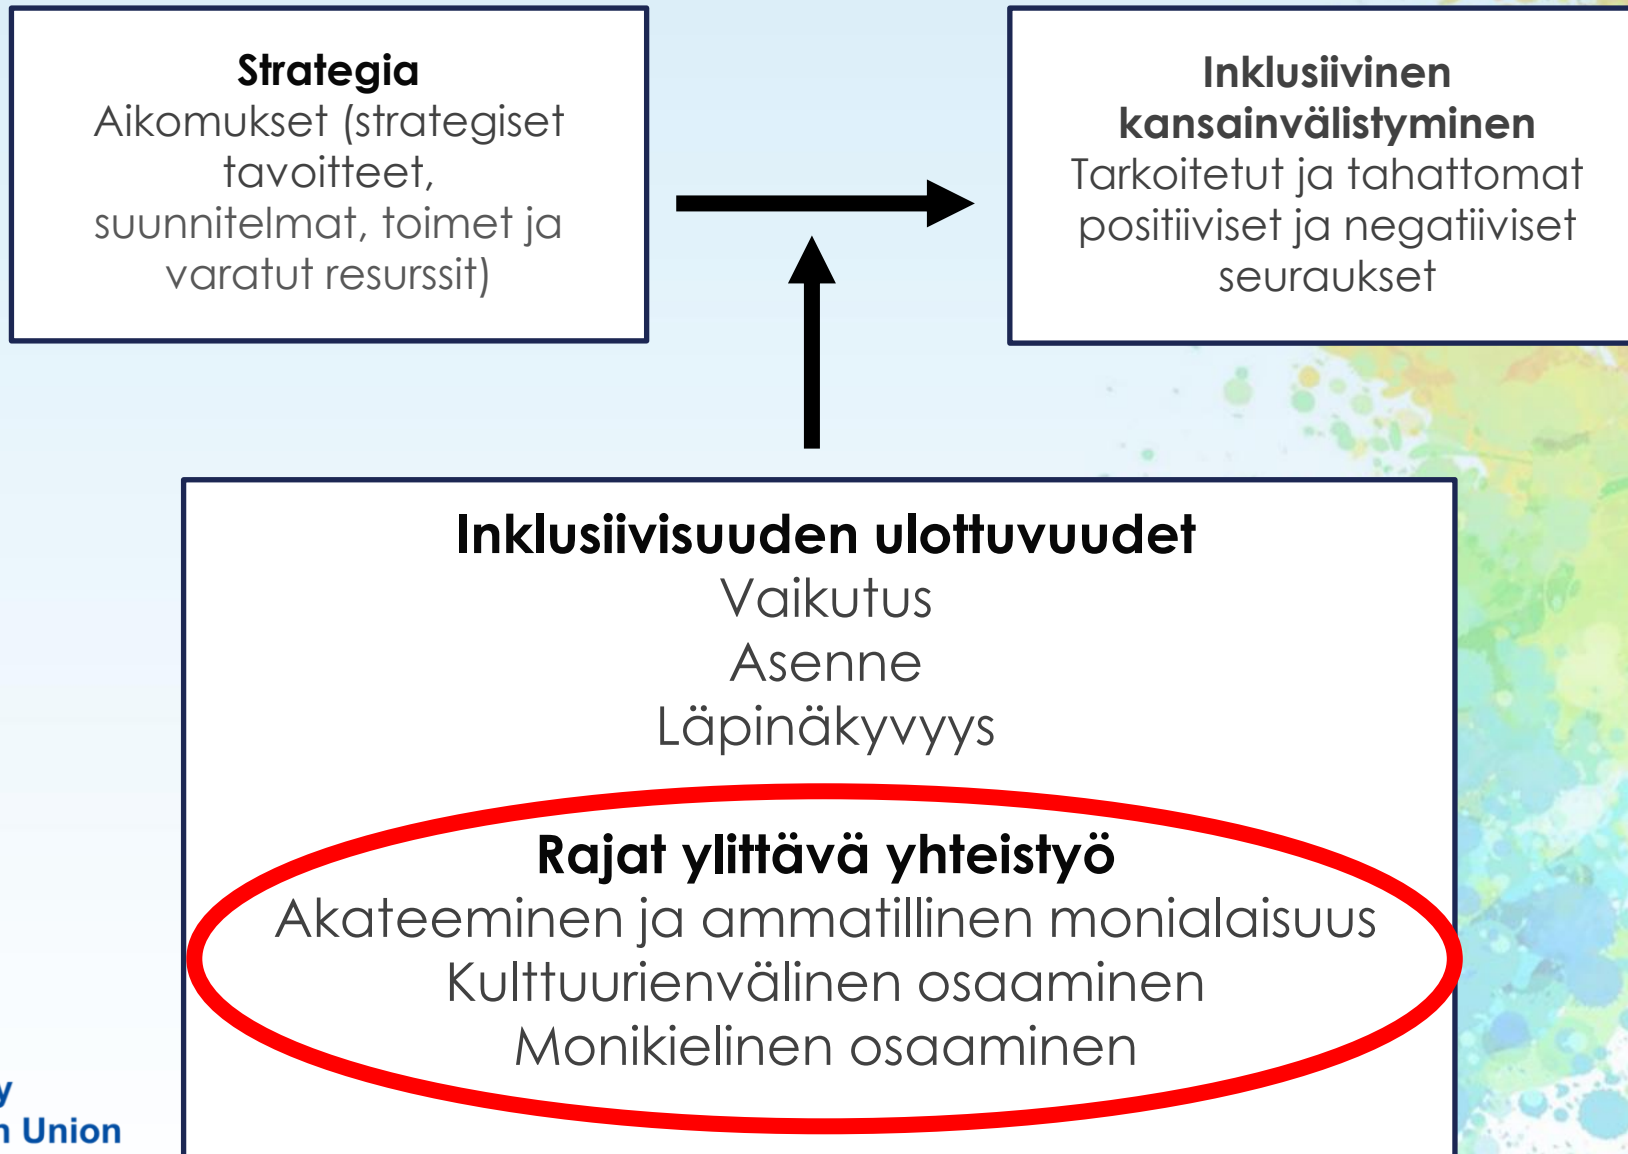 Strategia
Aikomukset (strategiset
tavoitteet,
suunnitelmat, toimet ja
varatut resurssit)
Inklusiivinen
kansainvälistyminen
Tarkoitetut ja tahattomat
positiiviset ja negatiiviset
seuraukset
Inklusiivisuuden ulottuvuudet
Vaikutus
Asenne
Läpinäkyvyys
Rajat ylittävä yhteistyö
Akateeminen ja ammatillinen monialaisuus
Kulttuurienvälinen osaaminen
Monikielinen osaaminen
y
n Union